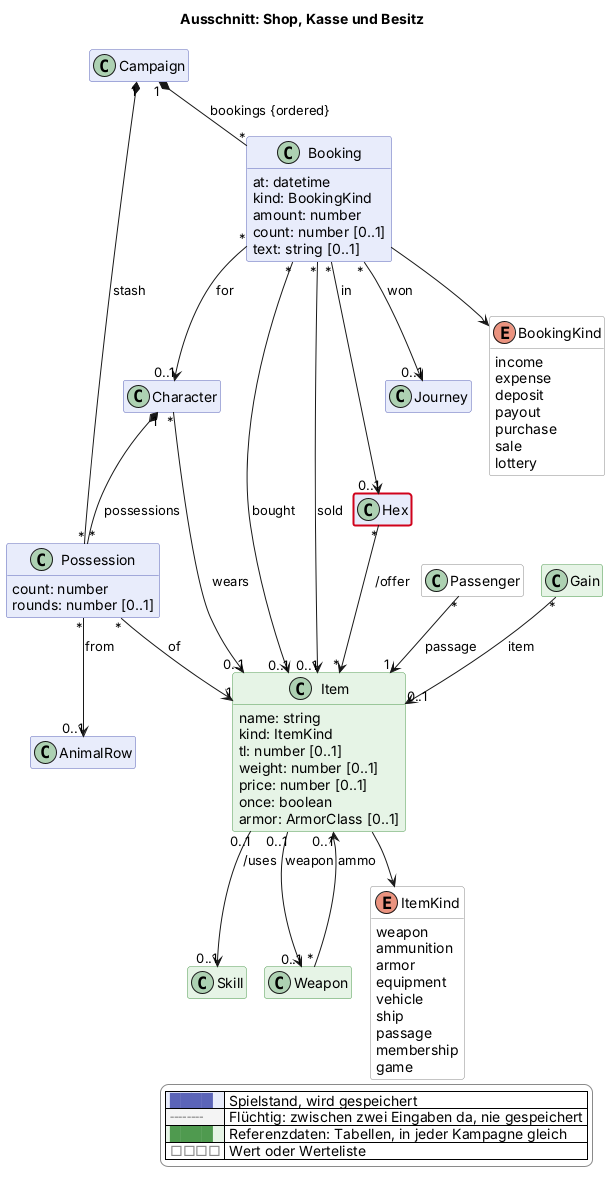 Ausschnitt: Shop, Kasse und Besitz
C Campaign
1
1
bookings {ordered}
*
C Booking
at: datetime
kind: BookingKind
amount: number
count: number [0..1]
text: string [0..1]
*
*
*
*
*
stash
for
in
won
E BookingKind
income
expense
deposit
payout
purchase
sale
lottery
0..1
0..1
C Character
C Journey
1
*
possessions
bought
sold
0..1
C Hex
*
*
*
C Possession
count: number
rounds: number [0..1]
*
*
wears
/offer
C Passenger
*
C Gain
*
from
of
passage
item
0..1
0..1
0..1
*
1
1
0..1
0..1
C AnimalRow
C Item
name: string
kind: ItemKind
tl: number [0..1]
weight: number [0..1]
price: number [0..1]
once: boolean
armor: ArmorClass [0..1]
0..1
0..1
0..1
/uses
weapon
ammo
E ItemKind
weapon
ammunition
armor
equipment
vehicle
ship
passage
membership
game
0..1
0..1
*
C Skill
C Weapon
Spielstand, wird gespeichert
Flüchtig: zwischen zwei Eingaben da, nie gespeichert
Referenzdaten: Tabellen, in jeder Kampagne gleich
Wert oder Werteliste